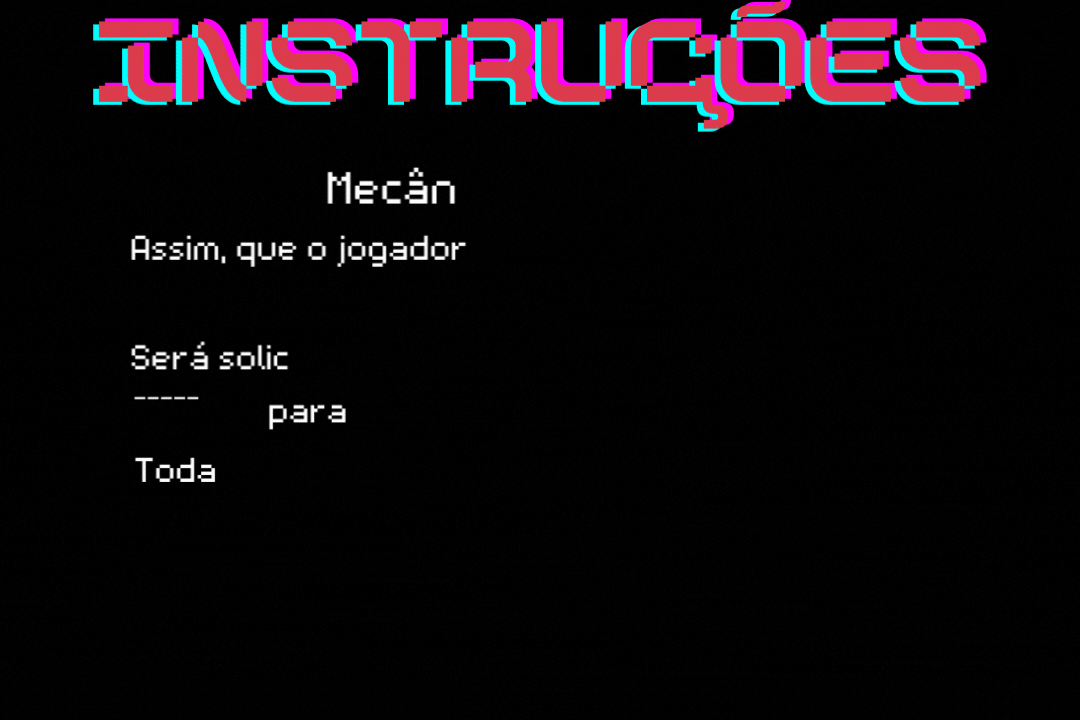 INSTRUÇÕES
Mecân
Assim, que o jogador
Será solic
-----
para
Toda